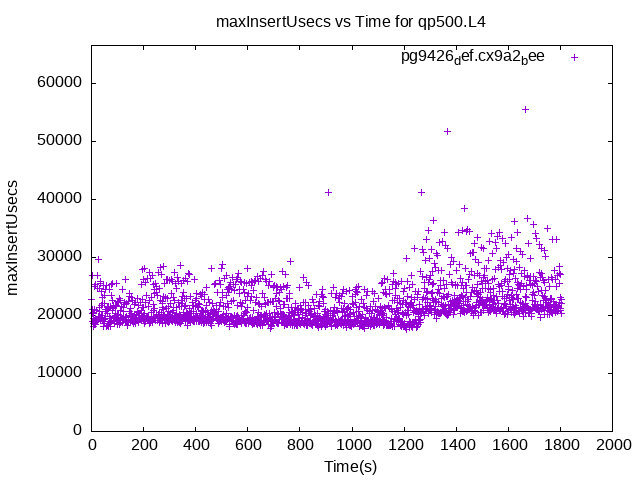 maxInsertUsecs vs Time for qp500.L4
pg9426def.cx9a2bee
maxInsertUsecs
60000
50000
40000
30000
20000
10000
0
0 200 400 600 800 1000 1200 1400 1600 1800 2000
Time(s)